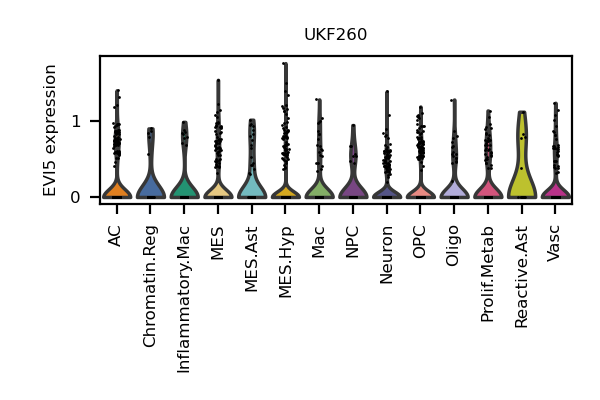 UKF260
EVI5 expression
1
0
AC
Chromatin.Reg
Inflammatory.Mac
MES
MES.Ast
MES.Hyp
Mac
NPC
Neuron
OPC
Oligo
Prolif.Metab
Reactive.Ast
Vasc